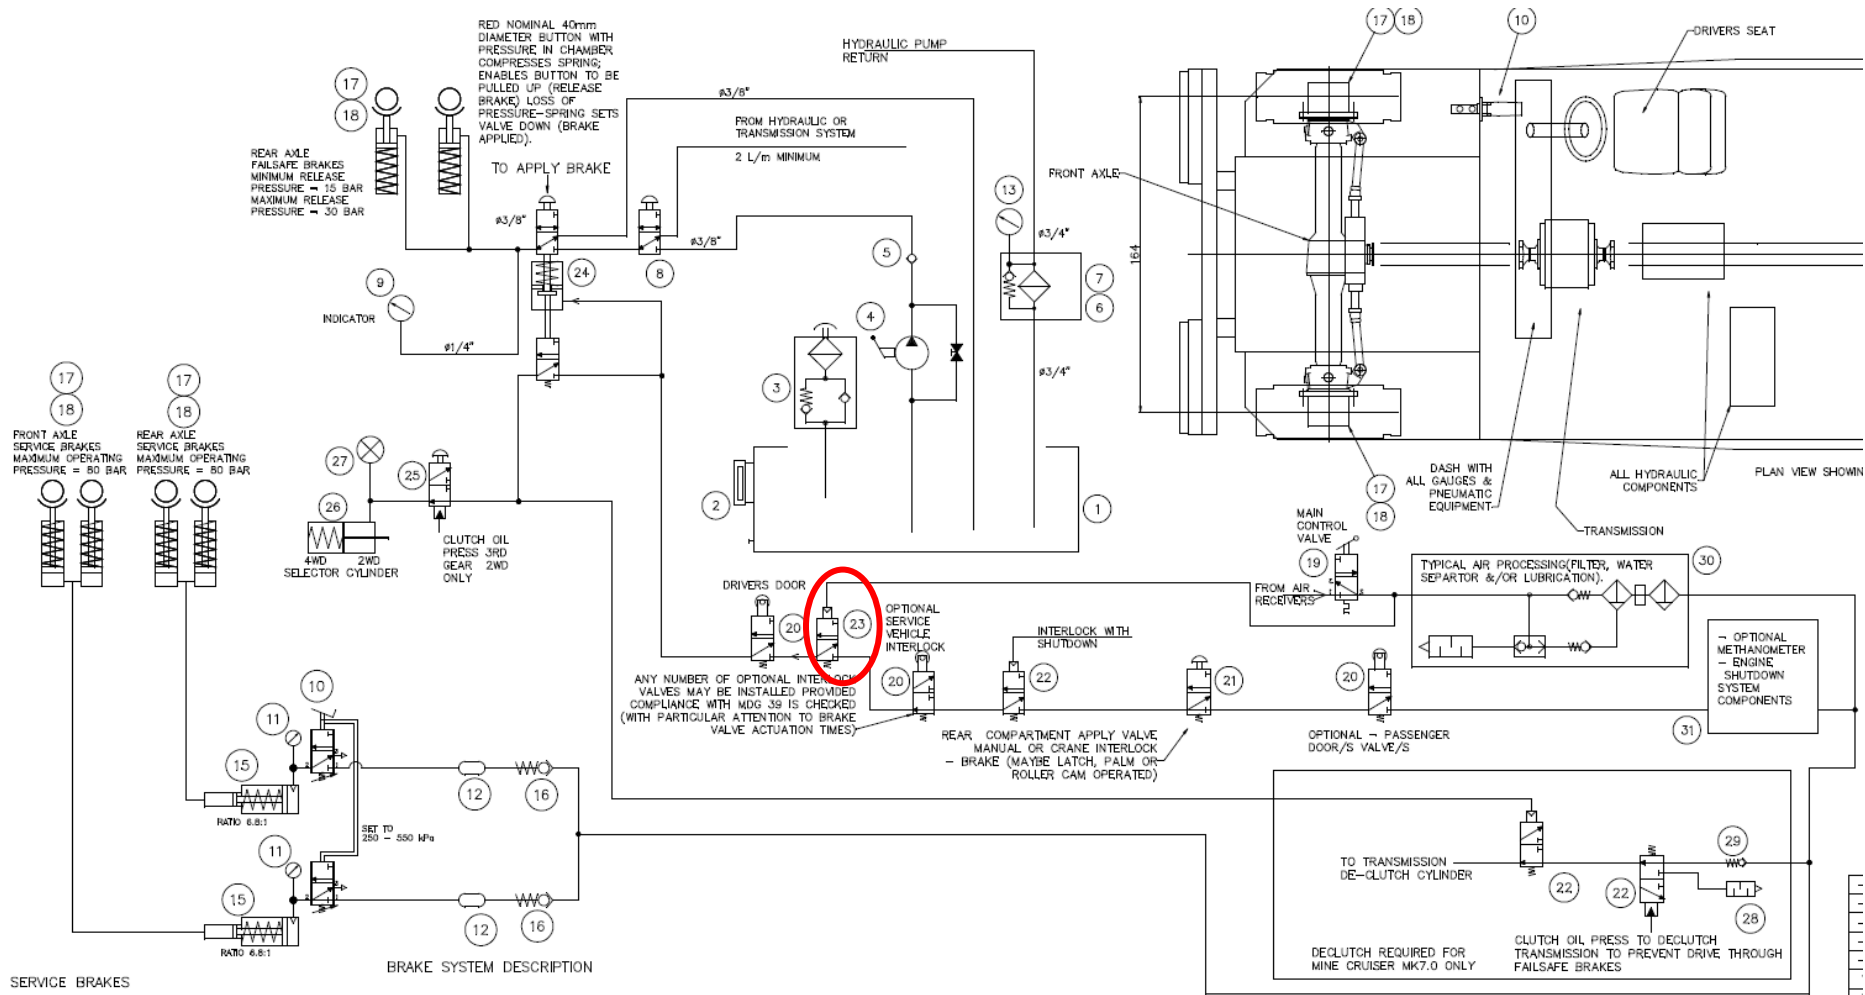 RED NOMINAL 40mm
DIAMETER BUTTON WITH
PRESSURE IN CHAMBER
COMPRESSES SPRING;
ENABLES BUTTON TO BE
PULLED UP (RELEASE
BRAKE) LOSS OF
PRESSURE-SPRING SETS
VALVE DOWN (BRAKE
APPLIED).
TO APPLY BRAKE
17
18
REAR AXLE
FAILSAFE BRAKES
MINIMUM RELEASE
PRESSURE = 15 BAR
MAXIMUM RELEASE
PRESSURE = 30 BAR
HYDRAULIC PUMP
RETURN
ø3/8"
FROM HYDRAULIC OR
TRANSMISSION SYSTEM
2 L/m MINIMUM
ø3/8"
ø3/8"
24
8
9
INDICATOR
ø1/4"
5
4
3
13
ø3/4"
7
6
ø3/4"
2
1
17
18
10
DRIVERS SEAT
FRONT AXLE
164
17
18
DASH WITH
ALL GAUGES &
PNEUMATIC
EQUIPMENT
TRANSMISSION
ALL HYDRAULIC
COMPONENTS
PLAN VIEW SHOWIN
17
18
FRONT AXLE
SERVICE BRAKES
MAXIMUM OPERATING
PRESSURE = 80 BAR
17
18
REAR AXLE
SERVICE BRAKES
MAXIMUM OPERATING
PRESSURE = 80 BAR
27
25
26
4WD
2WD
SELECTOR CYLINDER
CLUTCH OIL
PRESS 3RD
GEAR 2WD
ONLY
DRIVERS DOOR
20
23
OPTIONAL
SERVICE
VEHICLE
INTERLOCK
20
INTERLOCK WITH
SHUTDOWN
22
21
20
MAIN
CONTROL
VALVE
19
FROM AIR
RECEIVERS
TYPICAL AIR PROCESSING(FILTER, WATER
SEPARTOR &/OR LUBRICATION).
30
- OPTIONAL
METHANOMETER
- ENGINE
SHUTDOWN
SYSTEM
COMPONENTS
31
ANY NUMBER OF OPTIONAL INTERLOCK
VALVES MAY BE INSTALLED PROVIDED
COMPLIANCE WITH MDG 39 IS CHECKED
(WITH PARTICULAR ATTENTION TO BRAKE
VALVE ACTUATION TIMES)
REAR COMPARTMENT APPLY VALVE
MANUAL OR CRANE INTERLOCK
- BRAKE (MAYBE LATCH, PALM OR
ROLLER CAM OPERATED)
OPTIONAL - PASSENGER
DOOR/S VALVE/S
10
11
15
RATIO 6.8:1
12
16
SET TO
250 - 550 kPa
11
15
RATIO 6.8:1
12
16
TO TRANSMISSION
DE-CLUTCH CYLINDER
22
22
29
28
DECLUTCH REQUIRED FOR
MINE CRUISER MK7.0 ONLY
CLUTCH OIL PRESS TO DECLUTCH
TRANSMISSION TO PREVENT DRIVE THROUGH
FAILSAFE BRAKES
BRAKE SYSTEM DESCRIPTION
SERVICE BRAKES